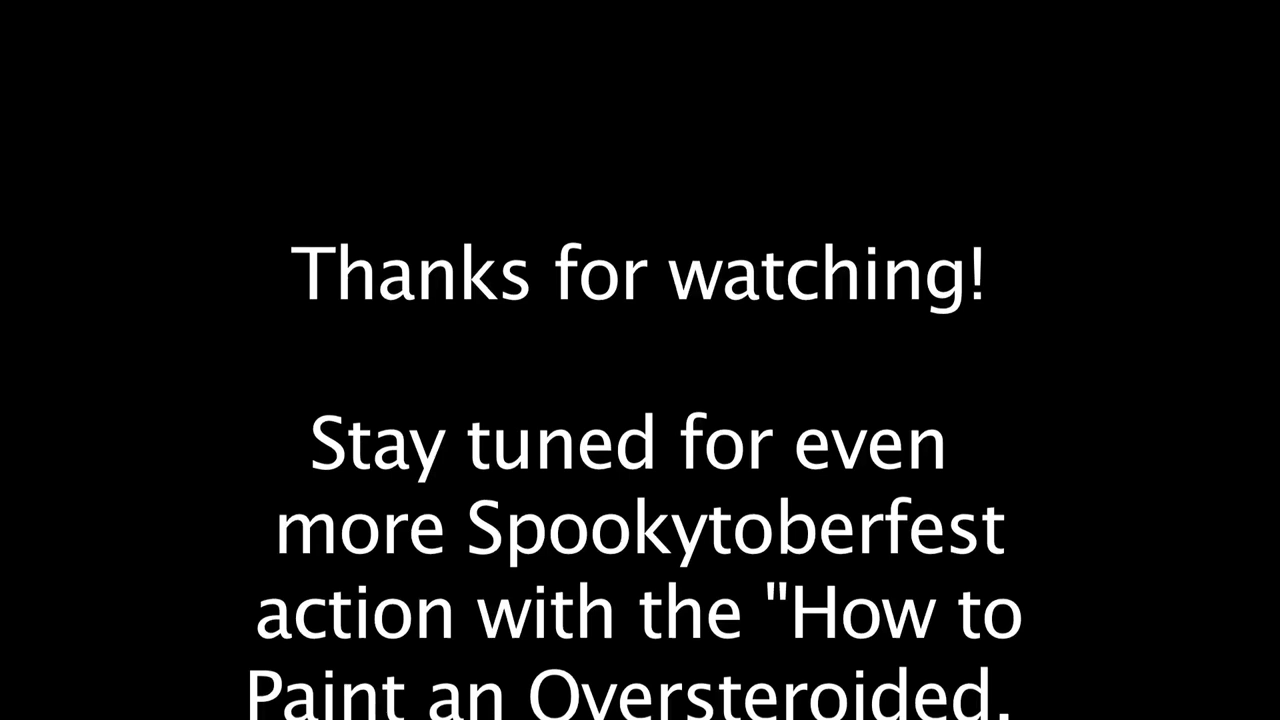 Thanks for watching!
Stay tuned for even
more Spookytoberfest
action with the "How to
Paint an Oversteroided,